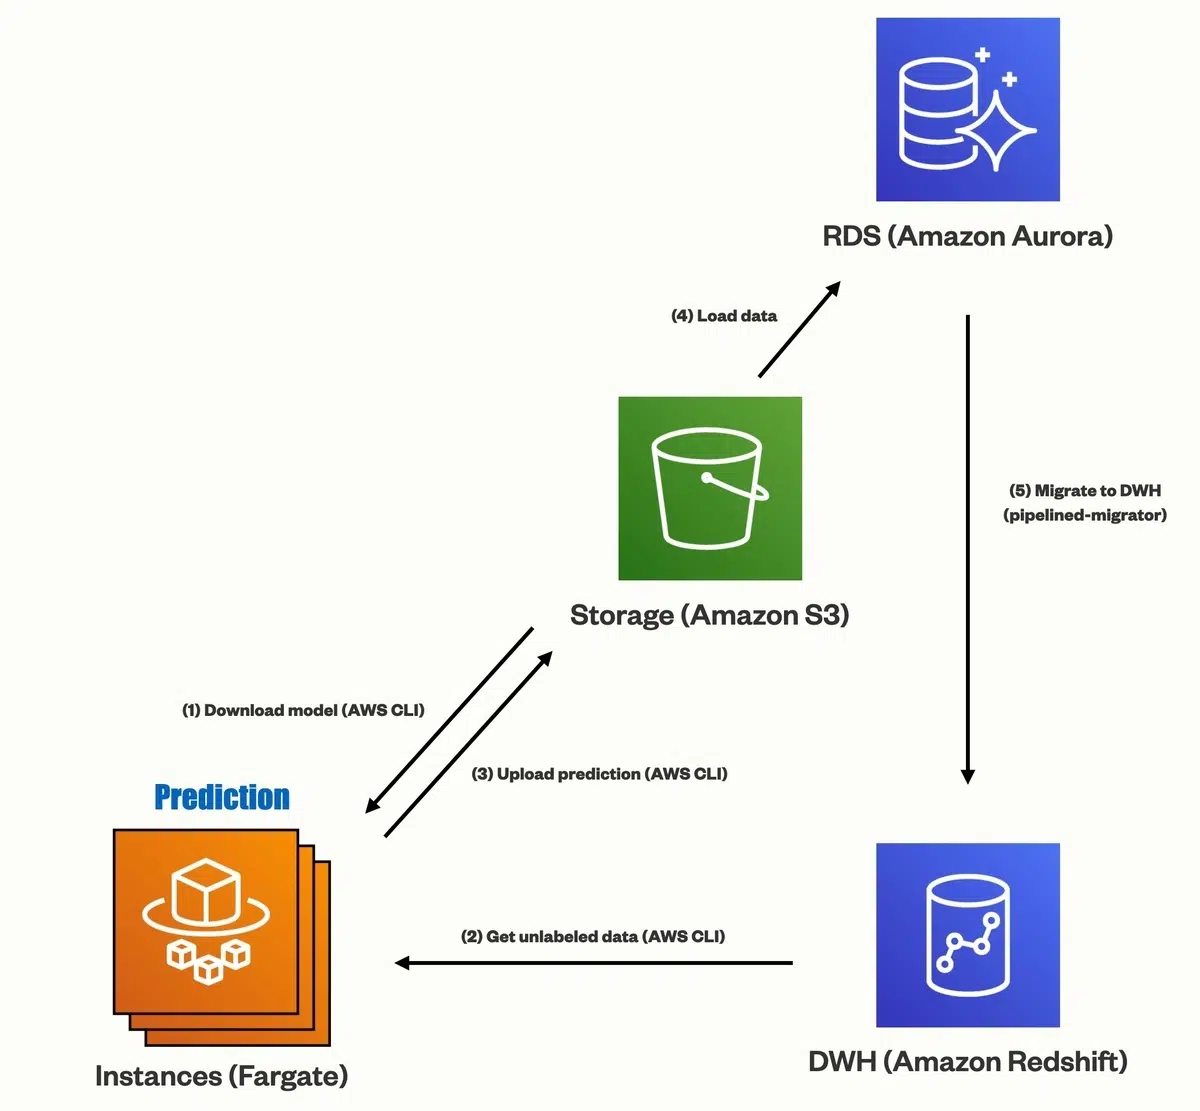 RDS (Amazon Aurora)
(4) Load data
(5) Migrate to DWH
(pipelined-migrator)
Storage (Amazon S3)
(1) Download model (AWS CLI)
(3) Upload prediction (AWS CLI)
Prediction
(2) Get unlabeled data (AWS CLI)
Instances (Fargate)
DWH (Amazon Redshift)